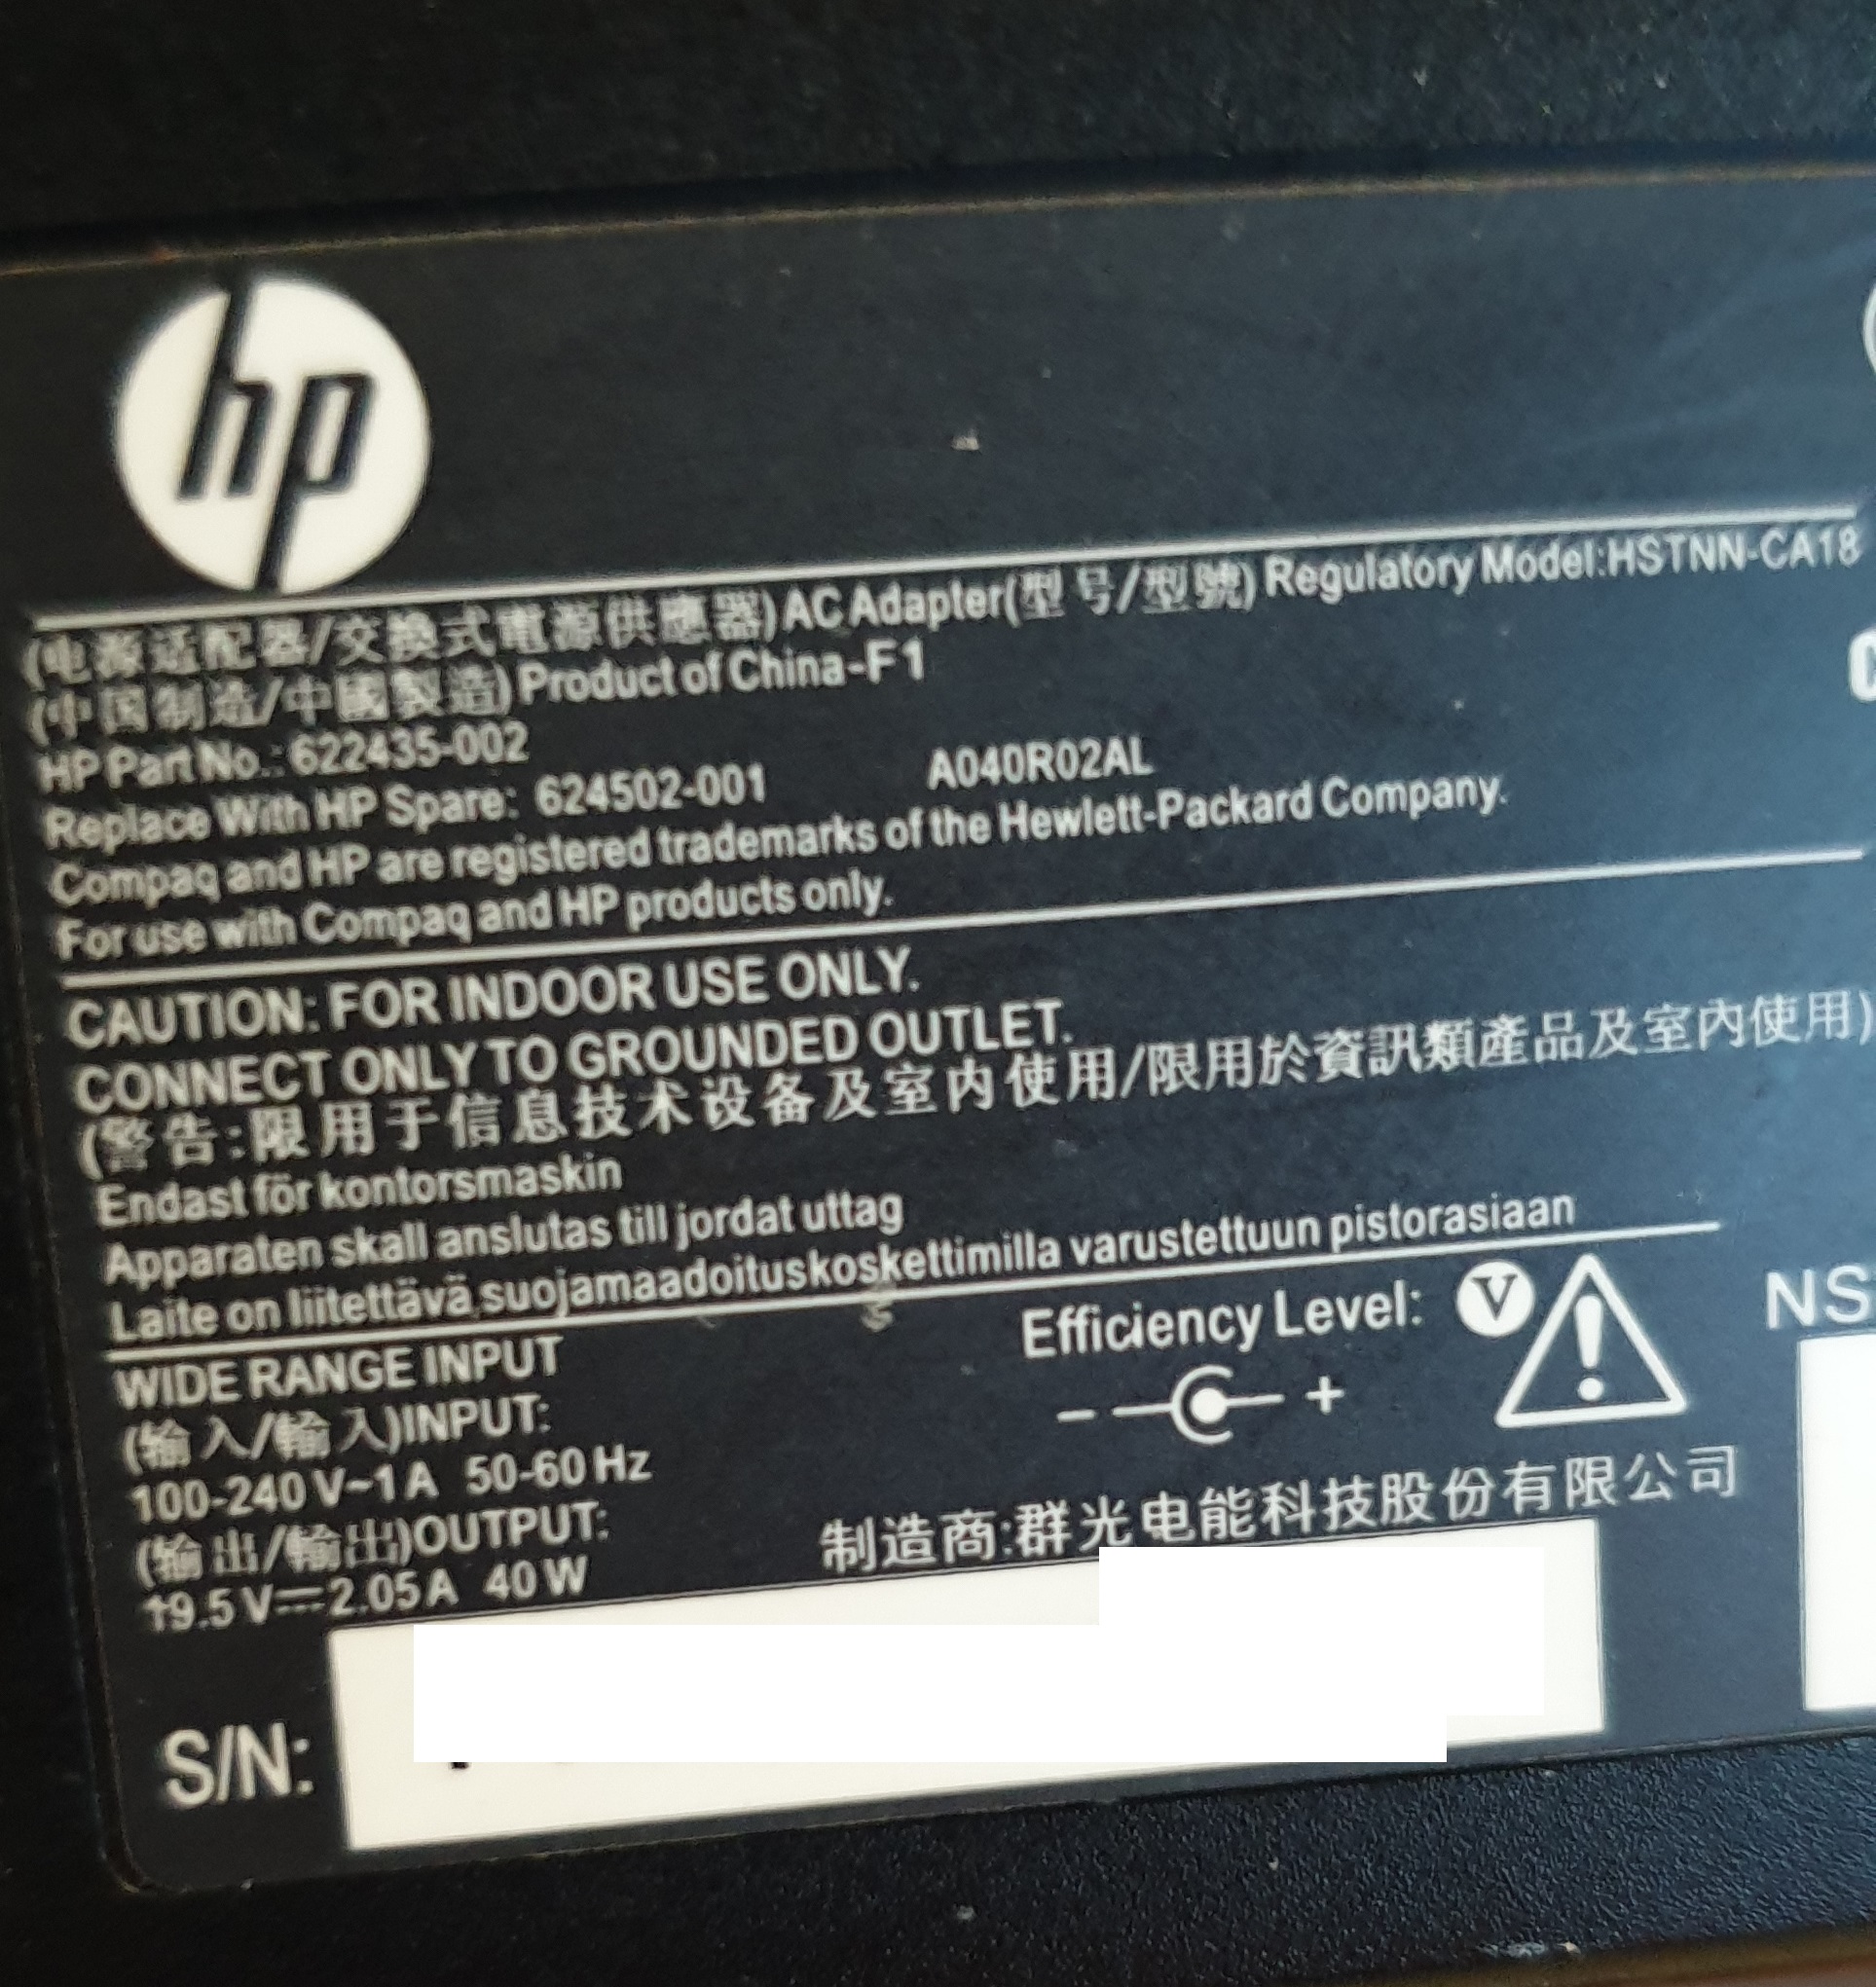 hp
(电源适配器/交換式電源供應器) AC Adapter(型号/型號) Regulatory Model:HSTNN-CA18
(中国制造/中國製造) Product of China-F1
HP Part No.: 622435-002
Replace With HP Spare: 624502-001 A040R02AL
Compaq and HP are registered trademarks of the Hewlett-Packard Company.
For use with Compaq and HP products only.
CAUTION: FOR INDOOR USE ONLY.
CONNECT ONLY TO GROUNDED OUTLET.
(警告:限用于信息技术设备及室内使用/限用於資訊類產品及室內使用)
Endast för kontorsmaskin
Apparaten skall anslutas till jordat uttag
Laite on liitettävä suojamaadoituskoskettimilla varustettuun pistorasiaan
WIDE RANGE INPUT
Efficiency Level: V
(输入/輸入)INPUT:
- +
100-240 V~1 A 50-60 Hz
(输出/輸出)OUTPUT:
制造商:群光电能科技股份有限公司
19.5 V⎓2.05 A 40 W
NS
S/N: